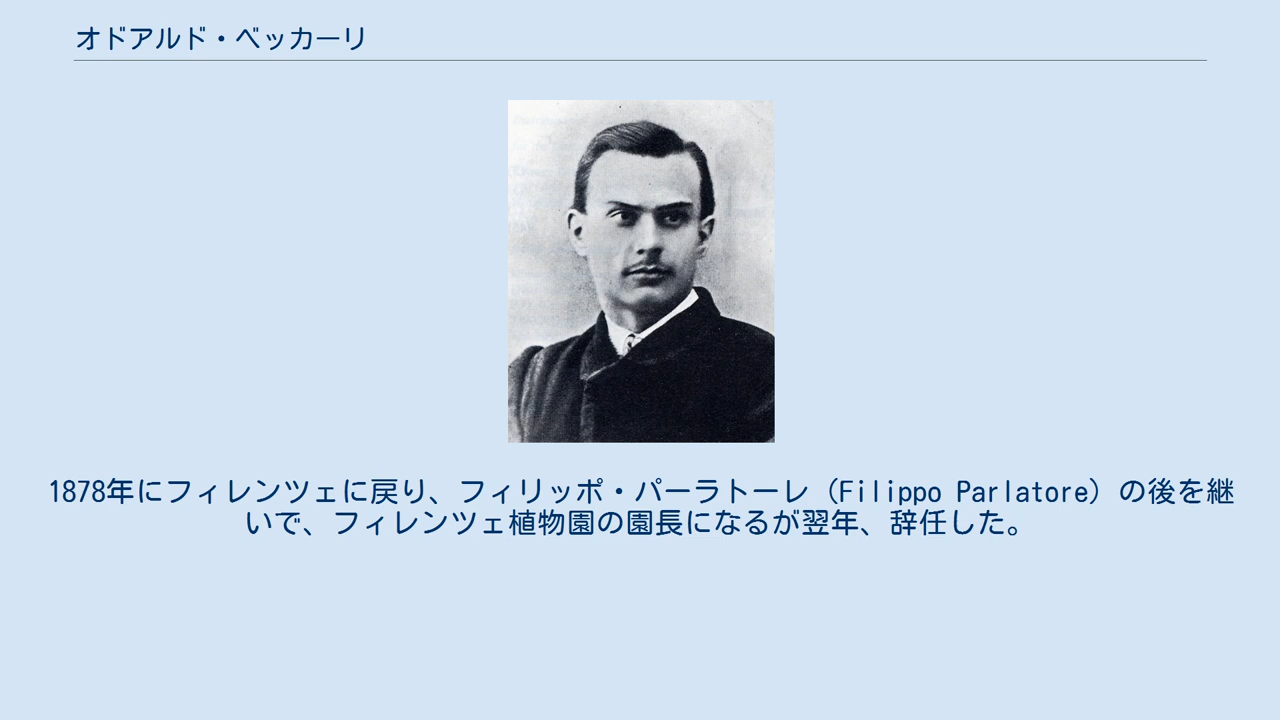 オドアルド・ベッカーリ
1878年にフィレンツェに戻り、フィリッポ・パーラトーレ（Filippo Parlatore）の後を継
いで、フィレンツェ植物園の園長になるが翌年、辞任した。